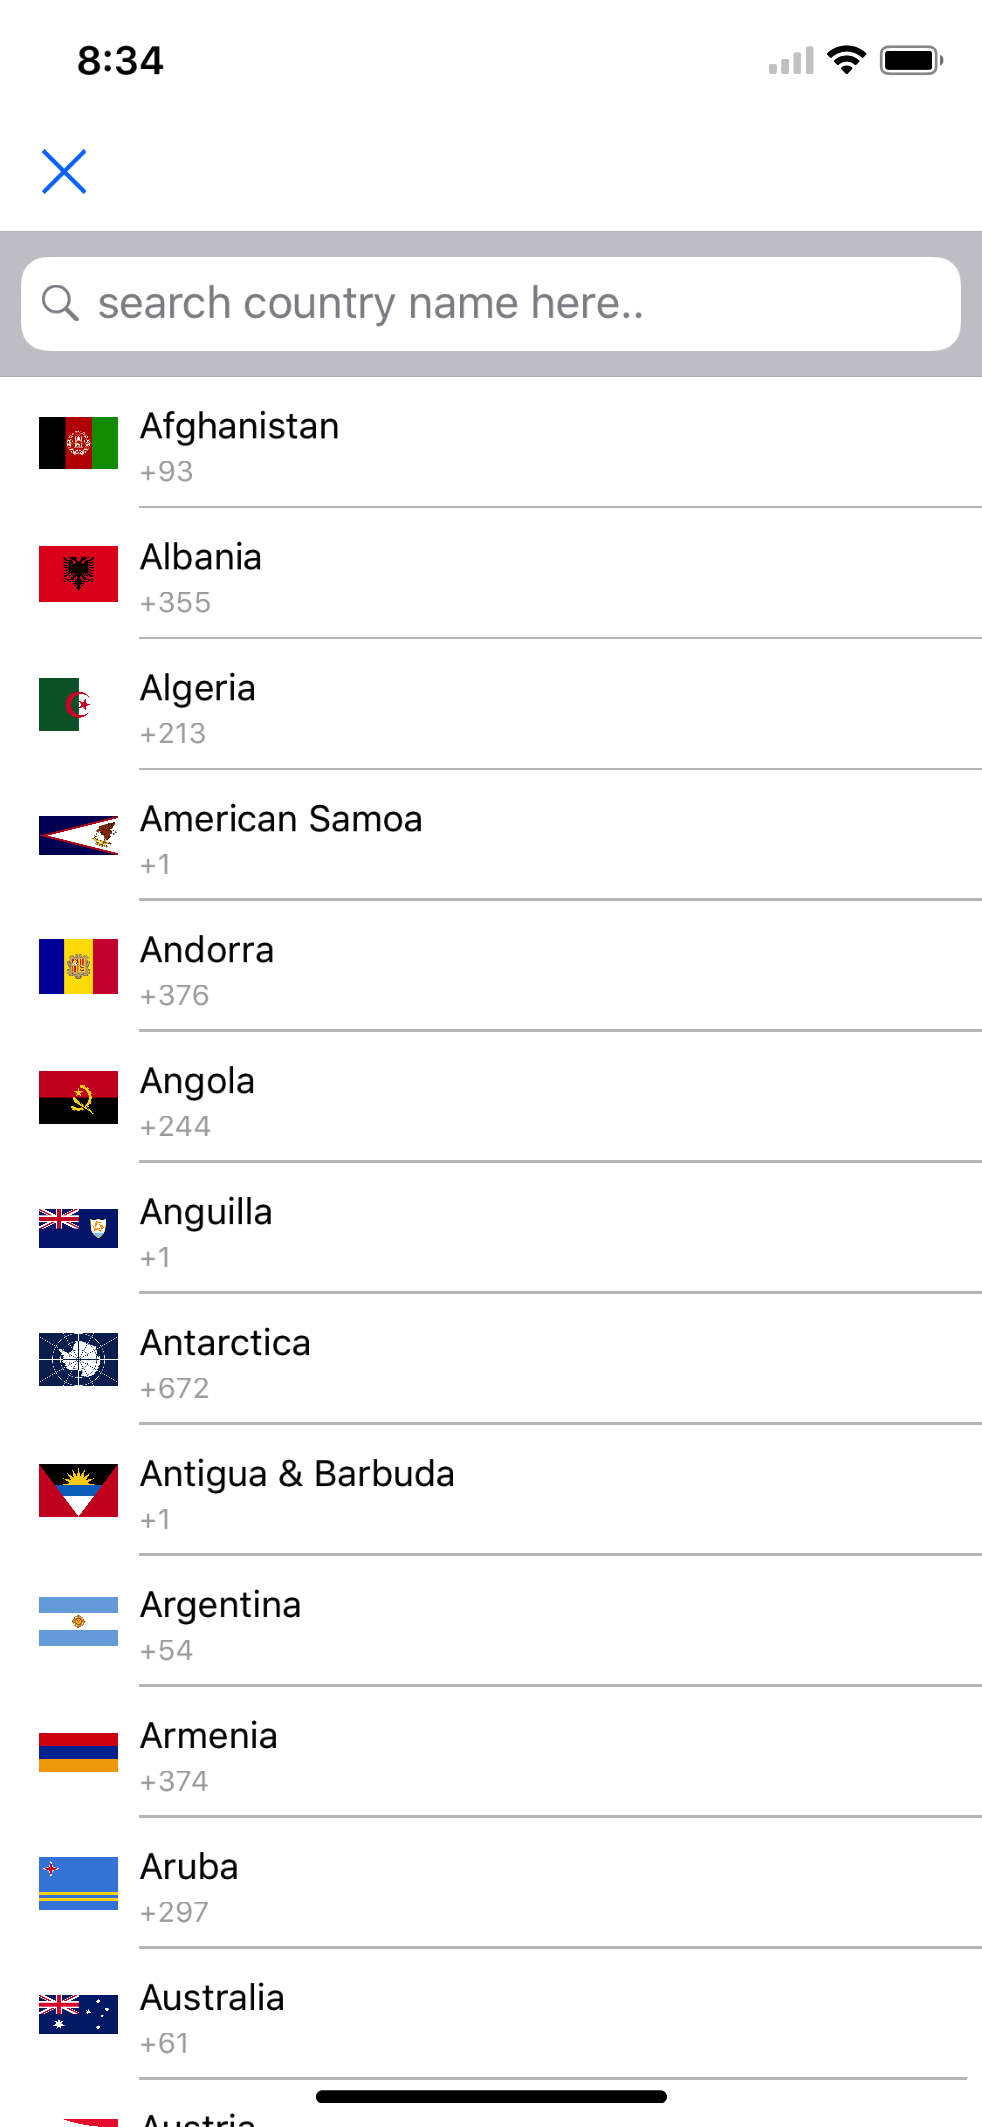 8:34
search country name here..
Afghanistan
+93
Albania
+355
Algeria
+213
American Samoa
+1
Andorra
+376
Angola
+244
Anguilla
+1
Antarctica
+672
Antigua & Barbuda
+1
Argentina
+54
Armenia
+374
Aruba
+297
Australia
+61
Austria